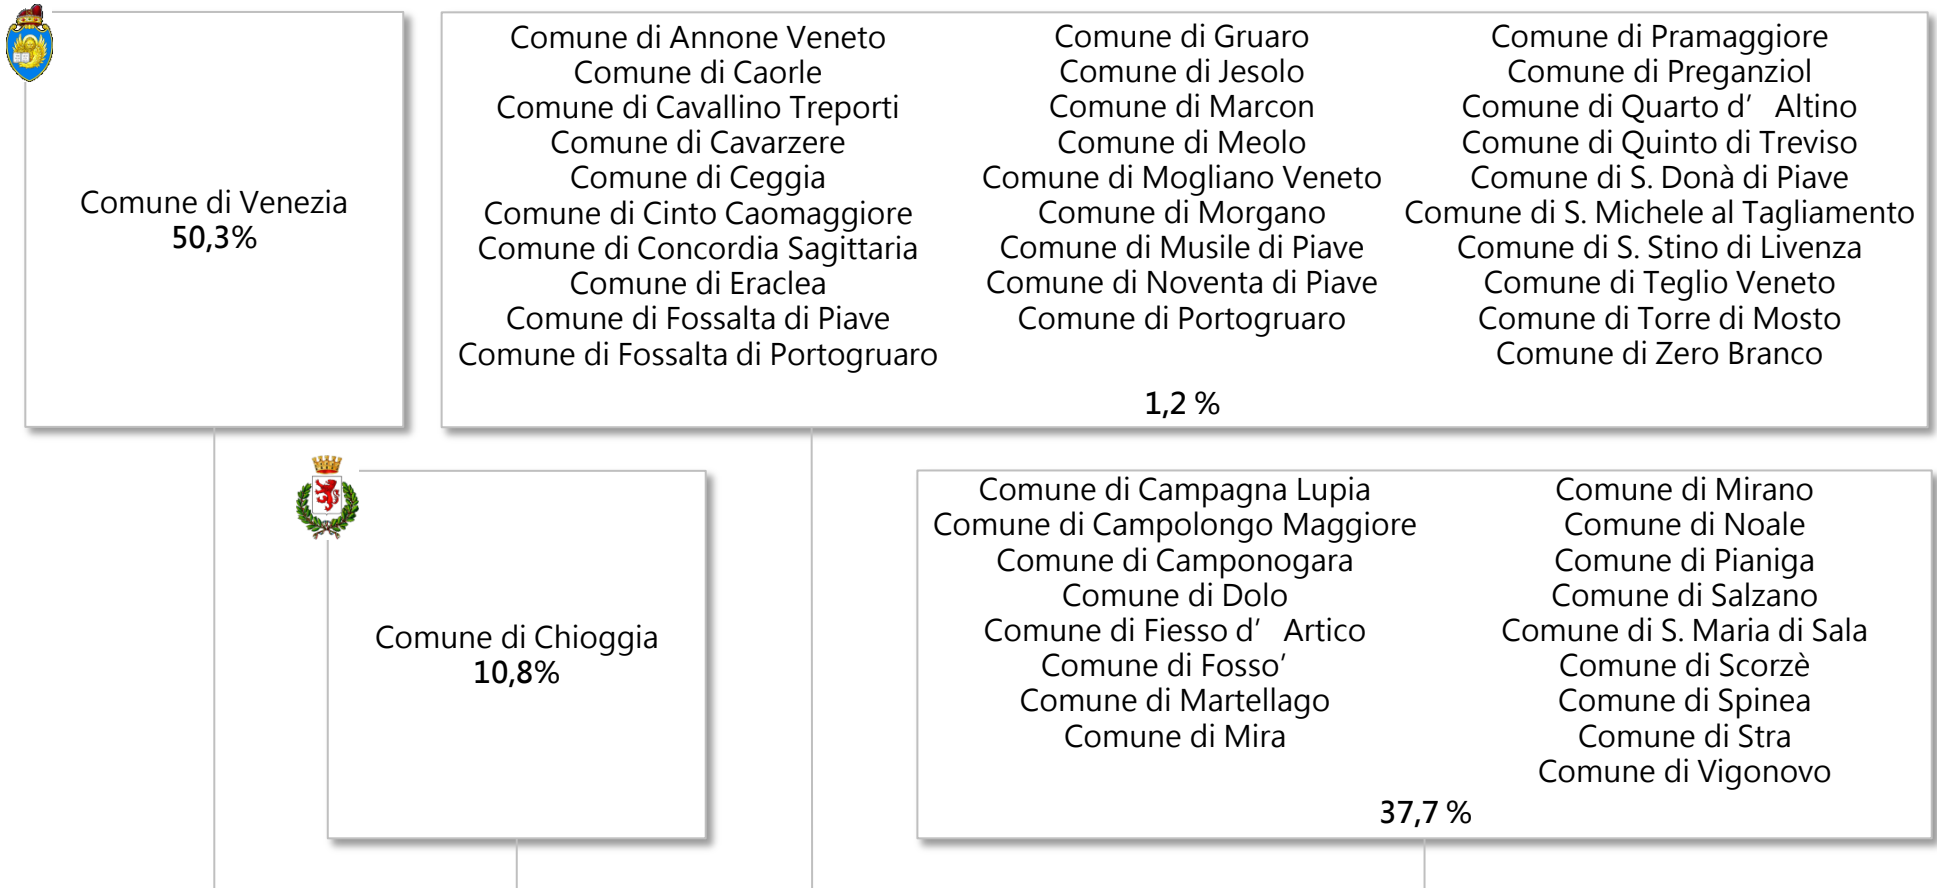 Comune di Venezia
50,3%
Comune di Annone Veneto
Comune di Caorle
Comune di Cavallino Treporti
Comune di Cavarzere
Comune di Ceggia
Comune di Cinto Caomaggiore
Comune di Concordia Sagittaria
Comune di Eraclea
Comune di Fossalta di Piave
Comune di Fossalta di Portogruaro
Comune di Gruaro
Comune di Jesolo
Comune di Marcon
Comune di Meolo
Comune di Mogliano Veneto
Comune di Morgano
Comune di Musile di Piave
Comune di Noventa di Piave
Comune di Portogruaro
Comune di Pramaggiore
Comune di Preganziol
Comune di Quarto d’ Altino
Comune di Quinto di Treviso
Comune di S. Donà di Piave
Comune di S. Michele al Tagliamento
Comune di S. Stino di Livenza
Comune di Teglio Veneto
Comune di Torre di Mosto
Comune di Zero Branco
1,2 %
Comune di Chioggia
10,8%
Comune di Campagna Lupia
Comune di Campolongo Maggiore
Comune di Camponogara
Comune di Dolo
Comune di Fiesso d’ Artico
Comune di Fosso’
Comune di Martellago
Comune di Mira
Comune di Mirano
Comune di Noale
Comune di Pianiga
Comune di Salzano
Comune di S. Maria di Sala
Comune di Scorzè
Comune di Spinea
Comune di Stra
Comune di Vigonovo
37,7 %